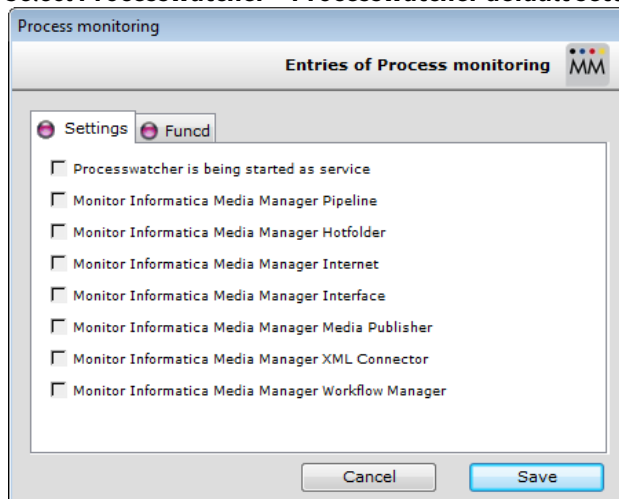 Process monitoring
Entries of Process monitoring
MM
Settings Funcd
Processwatcher is being started as service
Monitor Informatica Media Manager Pipeline
Monitor Informatica Media Manager Hotfolder
Monitor Informatica Media Manager Internet
Monitor Informatica Media Manager Interface
Monitor Informatica Media Manager Media Publisher
Monitor Informatica Media Manager XML Connector
Monitor Informatica Media Manager Workflow Manager
Cancel Save